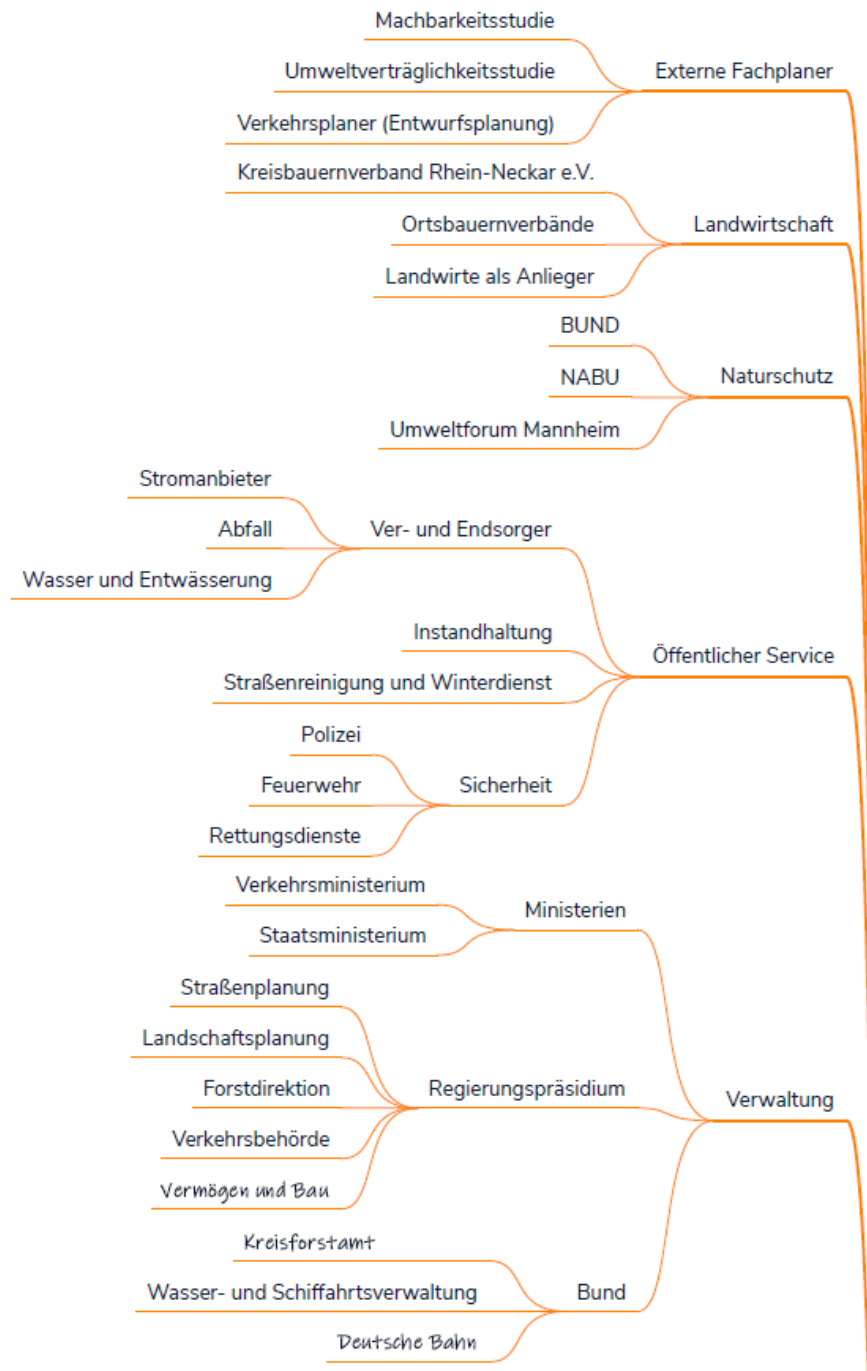 Machbarkeitsstudie
Umweltverträglichkeitsstudie
Externe Fachplaner
Verkehrsplaner (Entwurfsplanung)
Kreisbauernverband Rhein-Neckar e.V.
Ortsbauernverbände
Landwirtschaft
Landwirte als Anlieger
BUND
NABU
Naturschutz
Umweltforum Mannheim
Stromanbieter
Abfall
Ver- und Endsorger
Wasser und Entwässerung
Instandhaltung
Öffentlicher Service
Straßenreinigung und Winterdienst
Polizei
Feuerwehr
Sicherheit
Rettungsdienste
Verkehrsministerium
Ministerien
Staatsministerium
Straßenplanung
Landschaftsplanung
Forstdirektion
Regierungspräsidium
Verwaltung
Verkehrsbehörde
Vermögen und Bau
Kreisforstamt
Wasser- und Schiffahrtsverwaltung
Bund
Deutsche Bahn